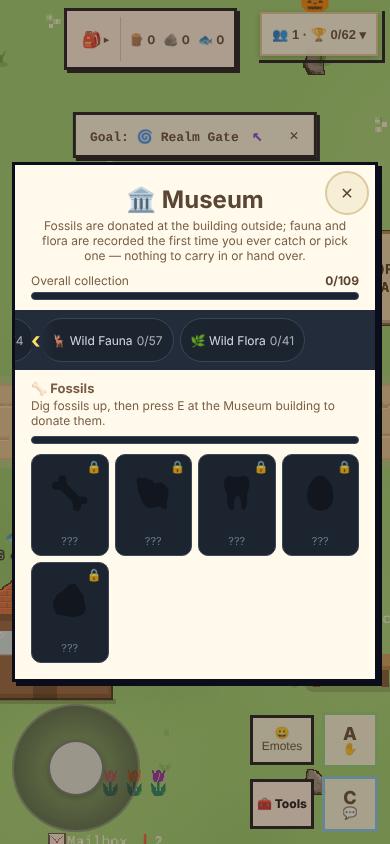 0 0 0
1 · 0/62 ▾
Goal: Realm Gate ×
Museum
×
Fossils are donated at the building outside; fauna and
flora are recorded the first time you ever catch or pick
one — nothing to carry in or hand over.
Overall collection 0/109
4 ‹ Wild Fauna 0/57 Wild Flora 0/41
Fossils
Dig fossils up, then press E at the Museum building to
donate them.
??? ??? ??? ???
???
Emotes A
Tools C
Mailbox 2